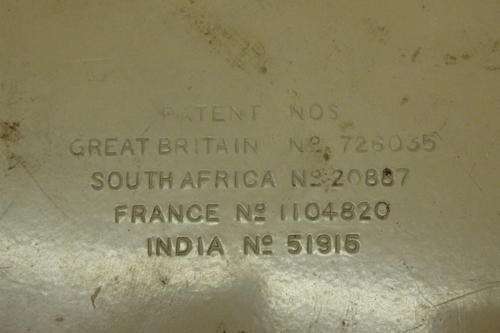 PATENT NOS
GREAT BRITAIN Nº 726035
SOUTH AFRICA Nº 20887
FRANCE Nº 1104820
INDIA Nº 51915